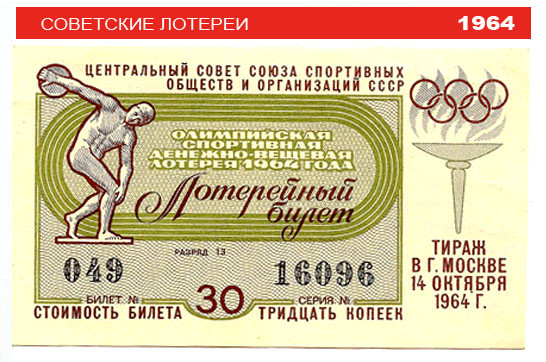 СОВЕТСКИЕ ЛОТЕРЕИ
1964
ЦЕНТРАЛЬНЫЙ СОВЕТ СОЮЗА СПОРТИВНЫХ
ОБЩЕСТВ И ОРГАНИЗАЦИЙ СССР
ОЛИМПИЙСКАЯ
СПОРТИВНАЯ
ДЕНЕЖНО-ВЕЩЕВАЯ
ЛОТЕРЕЯ 1964 ГОДА
Лотерейный
билет
РАЗРЯД 13
049
16096
БИЛЕТ №
30
СЕРИЯ №
СТОИМОСТЬ БИЛЕТА
ТРИДЦАТЬ КОПЕЕК
ТИРАЖ
В Г. МОСКВЕ
14 ОКТЯБРЯ
1964 Г.